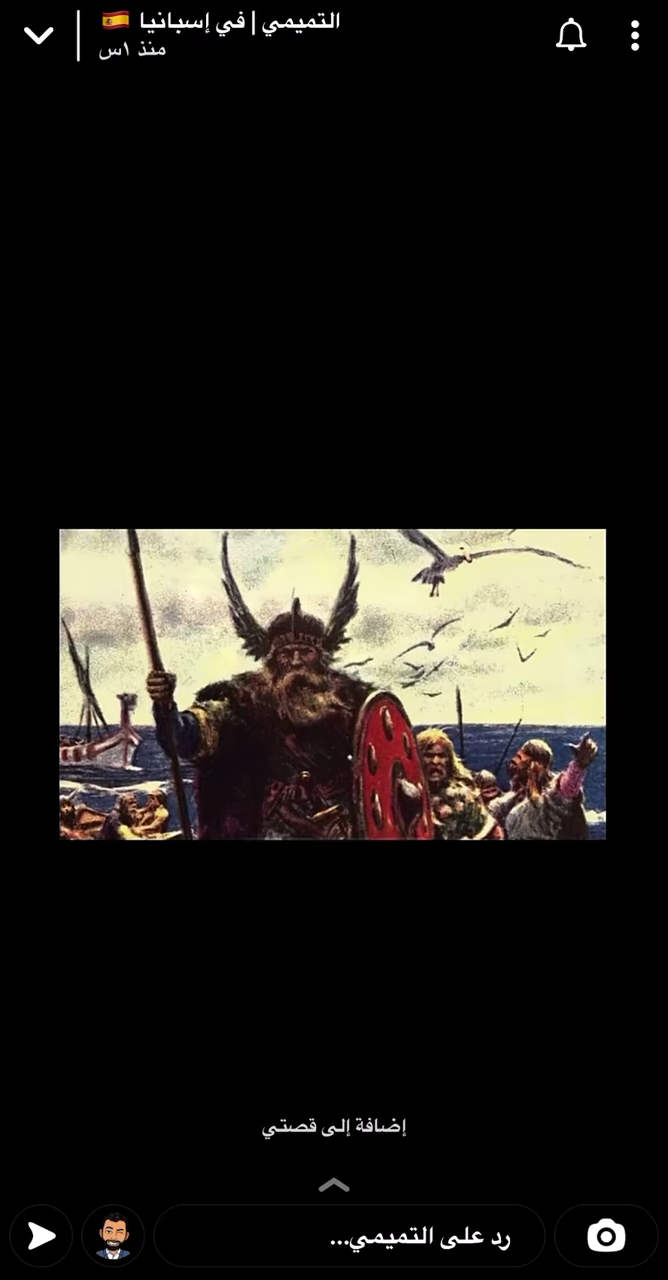 التميمي | في إسبانيا 🇪🇸
منذ ١س
إضافة إلى قصتي
رد على التميمي...